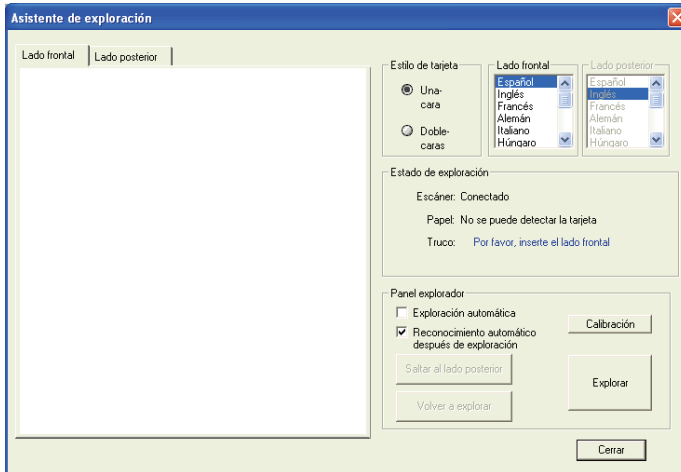 Asistente de exploración
Lado frontal
Lado posterior
Estilo de tarjeta
Una-
cara
Doble-
caras
Lado frontal
Español
Inglés
Francés
Alemán
Italiano
Húngaro
Lado posterior
Español
Inglés
Francés
Alemán
Italiano
Húngaro
Estado de exploración
Escáner: Conectado
Papel: No se puede detectar la tarjeta
Truco: Por favor, inserte el lado frontal
Panel explorador
Exploración automática
Reconocimiento automático
después de exploración
Calibración
Saltar al lado posterior
Volver a explorar
Explorar
Cerrar